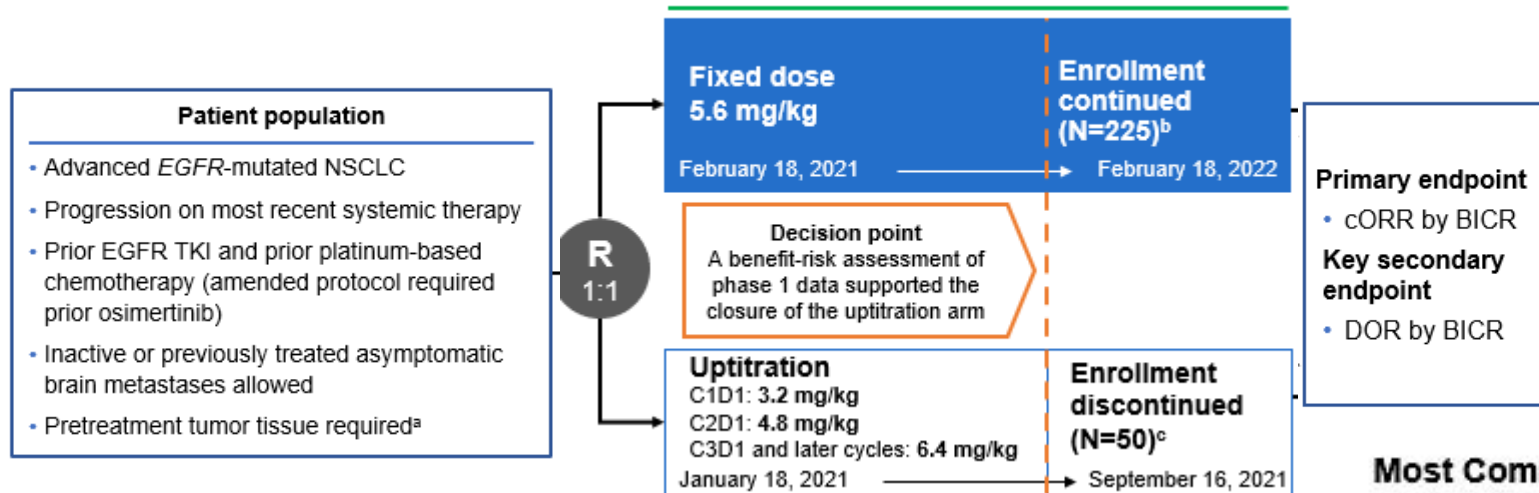 Patient population
• Advanced EGFR-mutated NSCLC
• Progression on most recent systemic therapy
• Prior EGFR TKI and prior platinum-based
chemotherapy (amended protocol required
prior osimertinib)
• Inactive or previously treated asymptomatic
brain metastases allowed
• Pretreatment tumor tissue requiredᵃ
R
1:1
Fixed dose
5.6 mg/kg
February 18, 2021
Enrollment
continued
(N=225)ᵇ
February 18, 2022
Decision point
A benefit-risk assessment of
phase 1 data supported the
closure of the uptitration arm
Uptitration
C1D1: 3.2 mg/kg
C2D1: 4.8 mg/kg
C3D1 and later cycles: 6.4 mg/kg
January 18, 2021
Enrollment
discontinued
(N=50)ᶜ
September 16, 2021
Primary endpoint
• cORR by BICR
Key secondary
endpoint
• DOR by BICR
Most Com